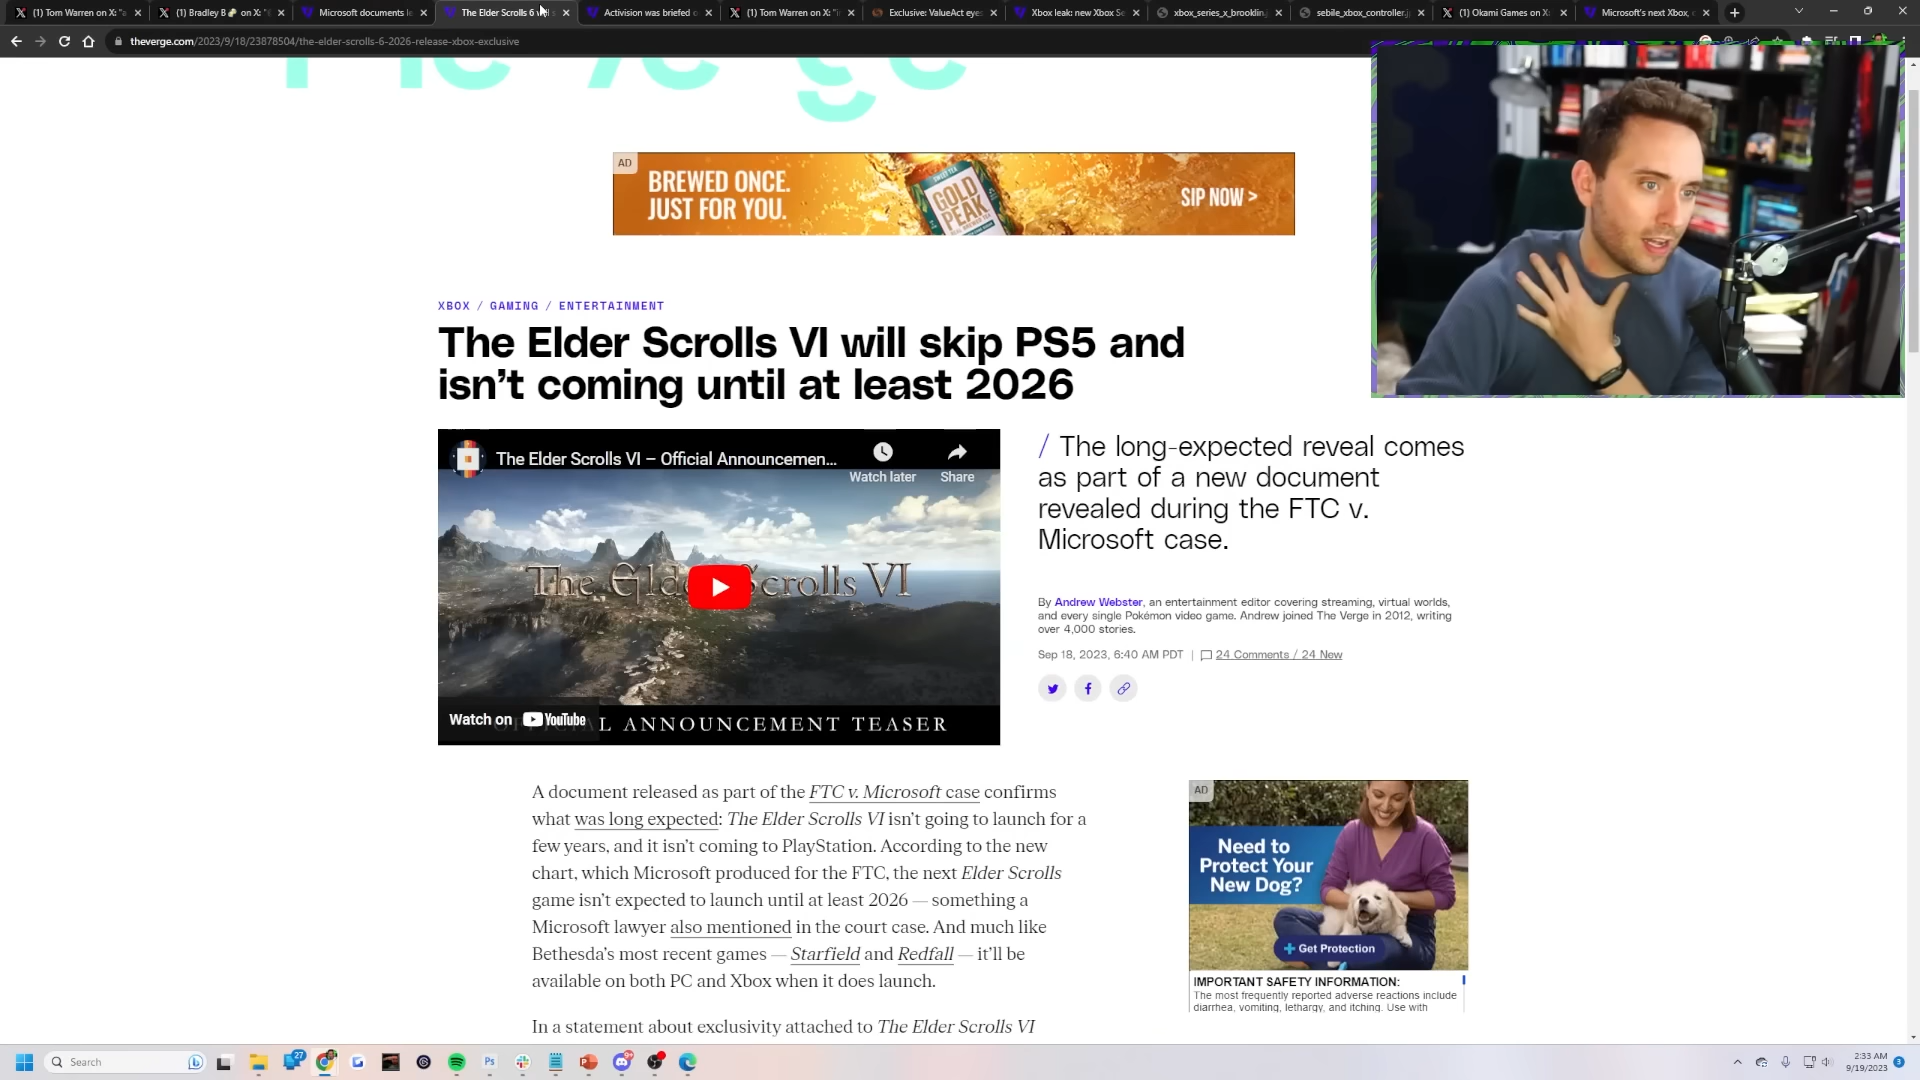 (1) Tom Warren on X: "a
(1) Bradley B on X: "
Microsoft documents le
The Elder Scrolls 6 w
Activision was briefed o
(1) Tom Warren on X: "i
Exclusive: ValueAct eye
Xbox leak: new Xbox Se
xbox_series_x_brooklin.j
sebile_xbox_controller.j
(1) Okami Games on X:
Microsoft's next Xbox, c
theverge.com/2023/9/18/23878504/the-elder-scrolls-6-2026-release-xbox-exclusive
The Verge
AD
BREWED ONCE.
JUST FOR YOU.
SWEET TEA
GOLD
PEAK
SIP NOW >
XBOX / GAMING / ENTERTAINMENT
The Elder Scrolls VI will skip PS5 and
isn't coming until at least 2026
The Elder Scrolls VI – Official Announcemen...
Watch later
Share
The Elder Scrolls VI
Watch on YouTube
OFFICIAL ANNOUNCEMENT TEASER
/ The long-expected reveal comes
as part of a new document
revealed during the FTC v.
Microsoft case.
By Andrew Webster, an entertainment editor covering streaming, virtual worlds,
and every single Pokémon video game. Andrew joined The Verge in 2012, writing
over 4,000 stories.
Sep 18, 2023, 6:40 AM PDT | 24 Comments / 24 New
A document released as part of the FTC v. Microsoft case confirms
what was long expected: The Elder Scrolls VI isn't going to launch for a
few years, and it isn't coming to PlayStation. According to the new
chart, which Microsoft produced for the FTC, the next Elder Scrolls
game isn't expected to launch until at least 2026 — something a
Microsoft lawyer also mentioned in the court case. And much like
Bethesda's most recent games — Starfield and Redfall — it'll be
available on both PC and Xbox when it does launch.
In a statement about exclusivity attached to The Elder Scrolls VI
AD
Need to
Protect Your
New Dog?
+ Get Protection
IMPORTANT SAFETY INFORMATION:
The most frequently reported adverse reactions include
diarrhea, vomiting, lethargy, and itching. Use with
Search
27
Ps
2:33 AM
9/19/2023
3